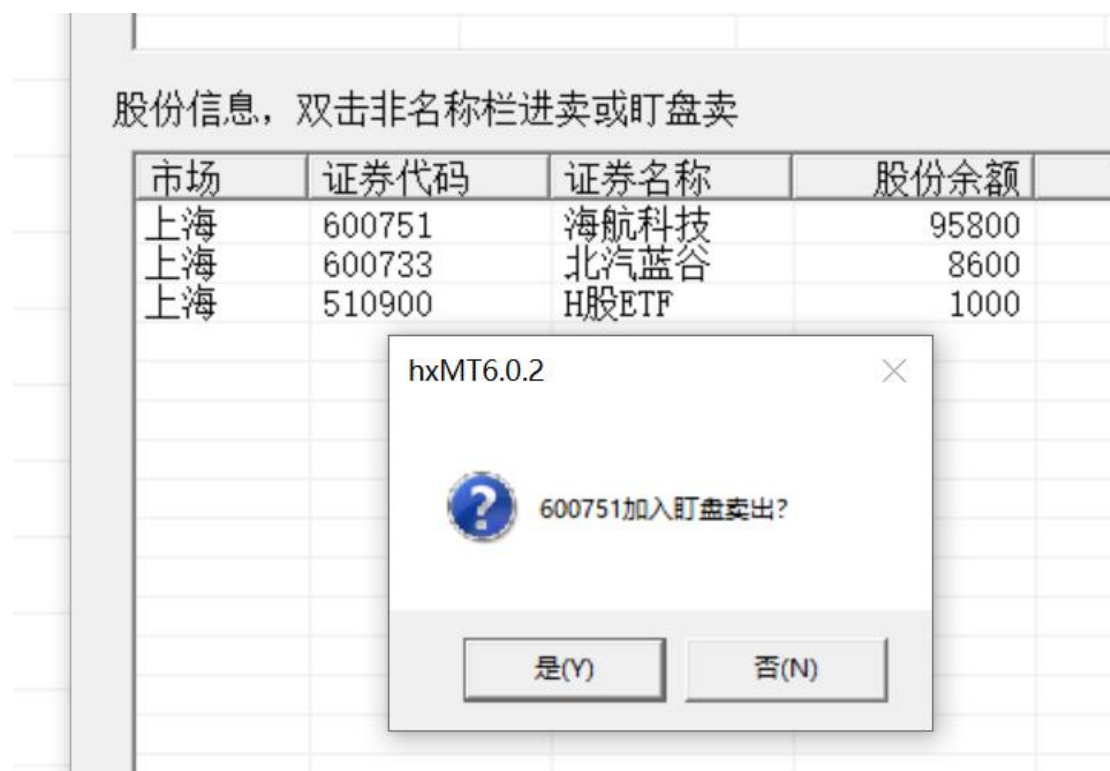 股份信息，双击非名称栏进卖或盯盘卖
市场 证券代码 证券名称 股份余额
上海 600751 海航科技 95800
上海 600733 北汽蓝谷 8600
上海 510900 H股ETF 1000
hxMT6.0.2
600751加入盯盘卖出?
是(Y) 否(N)